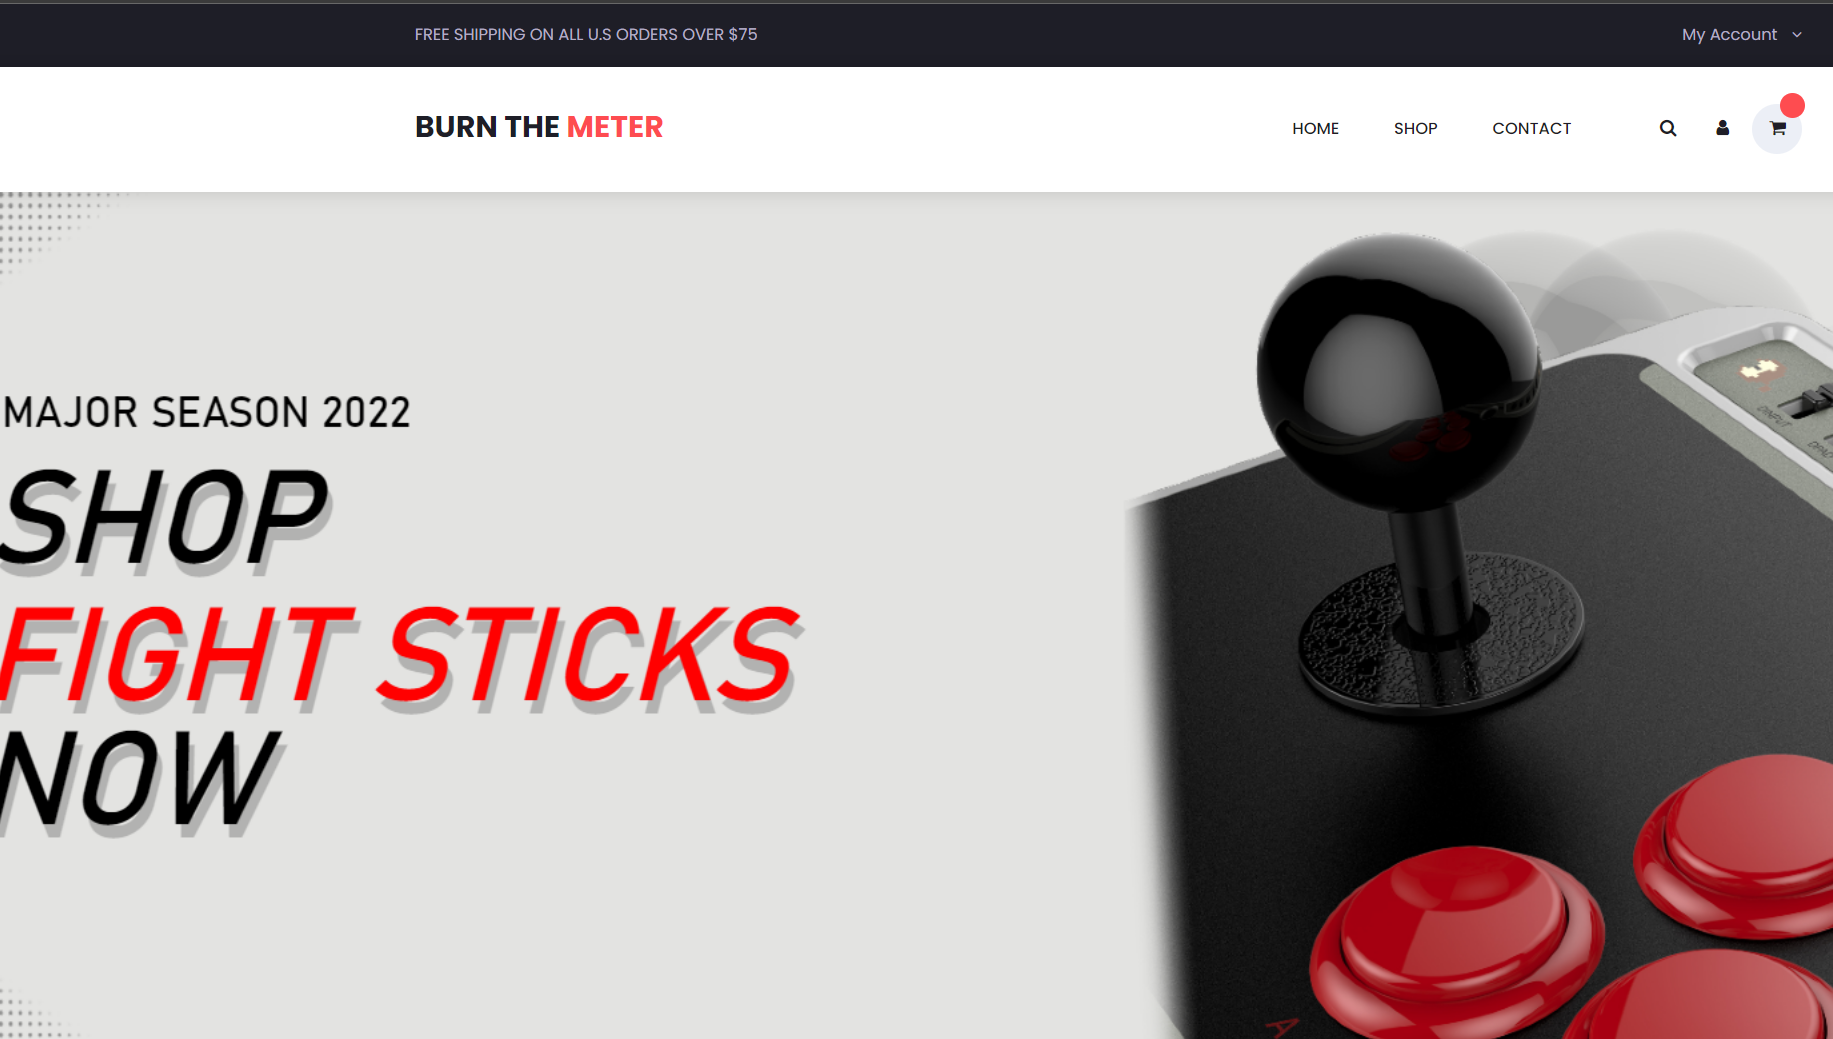 FREE SHIPPING ON ALL U.S ORDERS OVER $75
My Account
BURN THE METER
HOME
SHOP
CONTACT
MAJOR SEASON 2022
SHOP
FIGHT STICKS
NOW
A